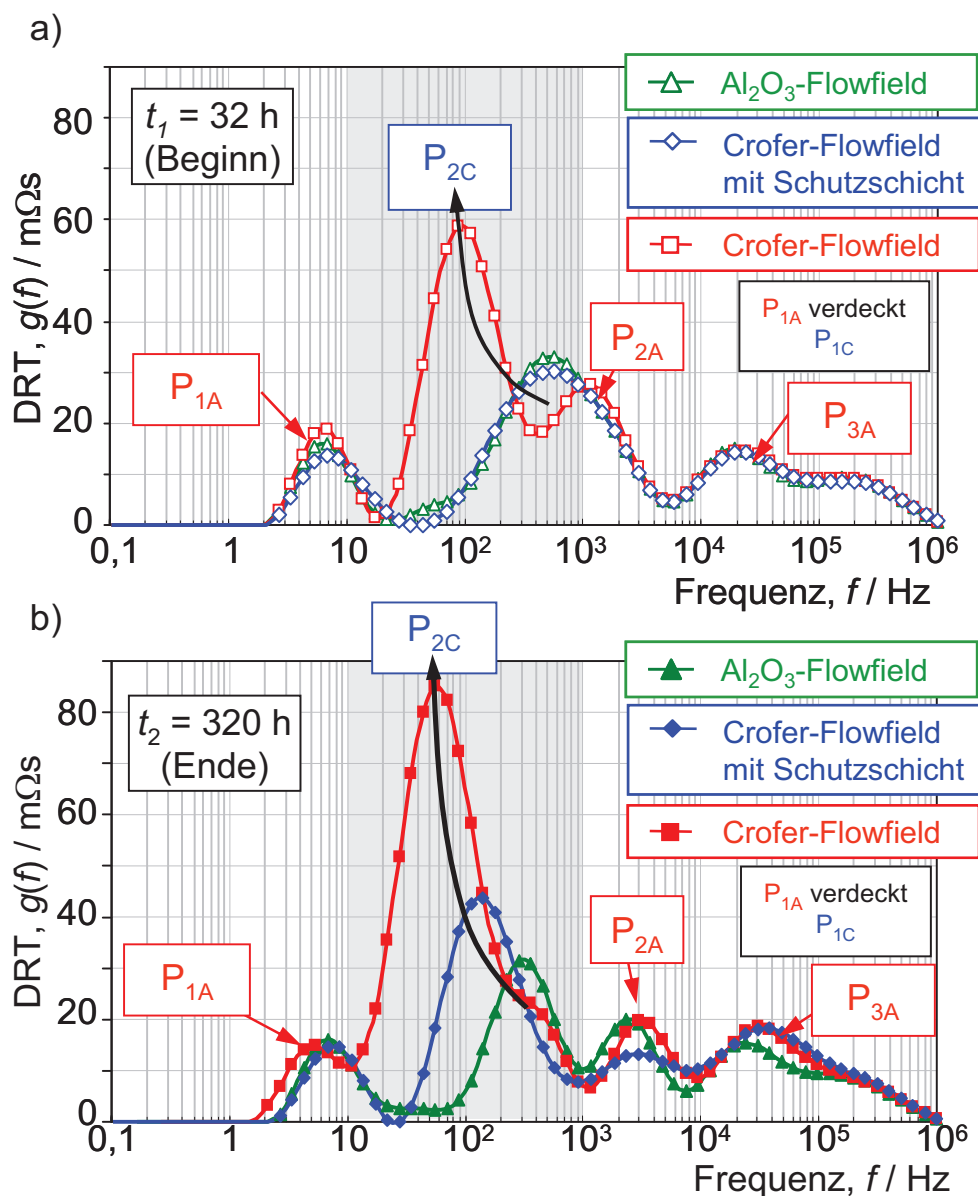 a)
t₁ = 32 h
(Beginn)
Al₂O₃-Flowfield
Crofer-Flowfield
mit Schutzschicht
Crofer-Flowfield
P₂C
P₁A
P₂A
P₁A verdeckt
P₁C
P₃A
DRT, g(f) / mΩs
80
60
40
20
0
0,1
1
10
10²
10³
10⁴
10⁵
10⁶
Frequenz, f / Hz
b)
P₂C
t₂ = 320 h
(Ende)
Al₂O₃-Flowfield
Crofer-Flowfield
mit Schutzschicht
Crofer-Flowfield
P₁A
P₂A
P₁A verdeckt
P₁C
P₃A
DRT, g(f) / mΩs
80
60
40
20
0
0,1
1
10
10²
10³
10⁴
10⁵
10⁶
Frequenz, f / Hz